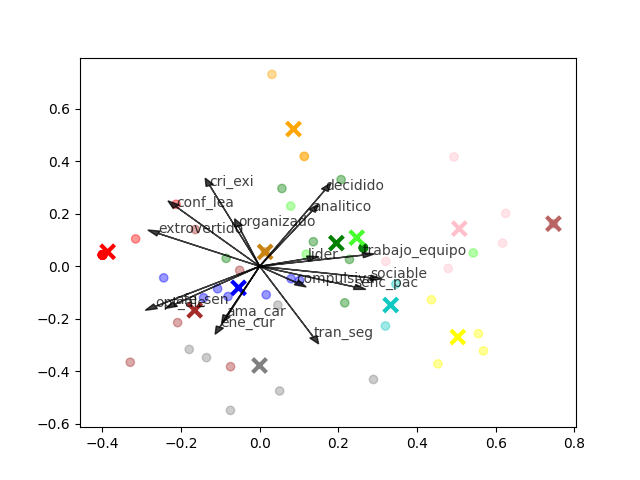 0.6
0.4
0.2
0.0
−0.2
−0.4
−0.6
cri_exi
decidido
conf_lea
analitico
organizado
extrovertido
lider
trabajo_equipo
sociable
compulsivo
ama_car
ene_cur
tran_seg
−0.4
−0.2
0.0
0.2
0.4
0.6
0.8